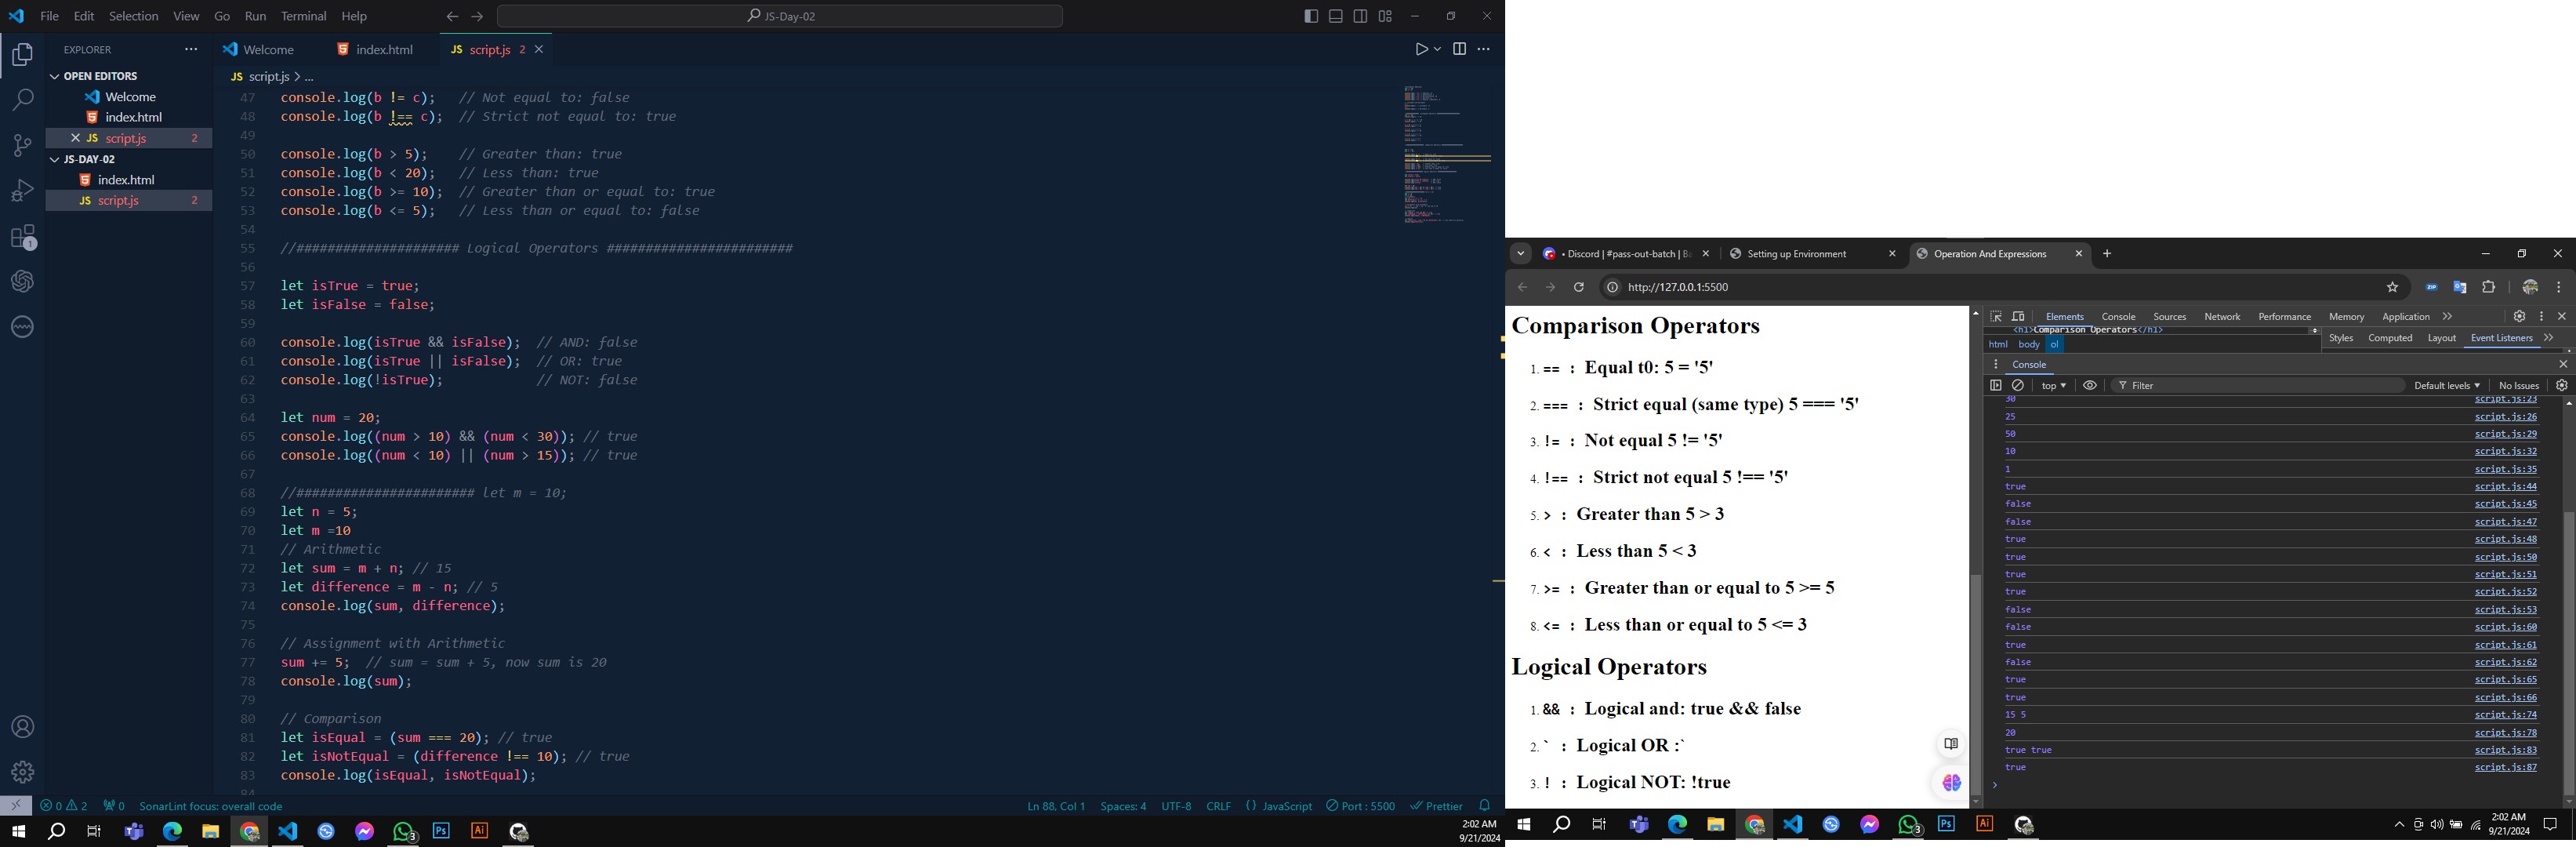 File Edit Selection View Go Run Terminal Help
JS-Day-02
EXPLORER
OPEN EDITORS
Welcome
index.html
JS script.js 2
JS-DAY-02
index.html
JS script.js 2
1
Welcome
index.html
JS script.js 2
JS script.js > ...
47 console.log(b != c); // Not equal to: false
48 console.log(b !== c); // Strict not equal to: true
49
50 console.log(b > 5); // Greater than: true
51 console.log(b < 20); // Less than: true
52 console.log(b >= 10); // Greater than or equal to: true
53 console.log(b <= 5); // Less than or equal to: false
54
55 //##################### Logical Operators ########################
56
57 let isTrue = true;
58 let isFalse = false;
59
60 console.log(isTrue && isFalse); // AND: false
61 console.log(isTrue || isFalse); // OR: true
62 console.log(!isTrue); // NOT: false
63
64 let num = 20;
65 console.log((num > 10) && (num < 30)); // true
66 console.log((num < 10) || (num > 15)); // true
67
68 //####################### let m = 10;
69 let n = 5;
70 let m =10
71 // Arithmetic
72 let sum = m + n; // 15
73 let difference = m - n; // 5
74 console.log(sum, difference);
75
76 // Assignment with Arithmetic
77 sum += 5; // sum = sum + 5, now sum is 20
78 console.log(sum);
79
80 // Comparison
81 let isEqual = (sum === 20); // true
82 let isNotEqual = (difference !== 10); // true
83 console.log(isEqual, isNotEqual);
84
0 2 0 SonarLint focus: overall code Ln 88, Col 1 Spaces: 4 UTF-8 CRLF {} JavaScript Port : 5500 Prettier
3 Ps Ai 2:02 AM
9/21/2024
• Discord | #pass-out-batch | Setting up Environment Operation And Expressions
http://127.0.0.1:5500
Comparison Operators
1. == : Equal t0: 5 = '5'
2. === : Strict equal (same type) 5 === '5'
3. != : Not equal 5 != '5'
4. !== : Strict not equal 5 !== '5'
5. > : Greater than 5 > 3
6. < : Less than 5 < 3
7. >= : Greater than or equal to 5 >= 5
8. <= : Less than or equal to 5 <= 3
Logical Operators
1. && : Logical and: true && false
2. ` : Logical OR :`
3. ! : Logical NOT: !true
Elements Console Sources Network Performance Memory Application
<h1>Comparison Operators</h1>
html body ol
Styles Computed Layout Event Listeners
Console
top Filter Default levels No Issues
30 script.js:23
25 script.js:26
50 script.js:29
10 script.js:32
1 script.js:35
true script.js:44
false script.js:45
false script.js:47
true script.js:48
true script.js:50
true script.js:51
true script.js:52
false script.js:53
false script.js:60
true script.js:61
false script.js:62
true script.js:65
true script.js:66
15 5 script.js:74
20 script.js:78
true true script.js:83
true script.js:87
3 Ps Ai 2:02 AM
9/21/2024